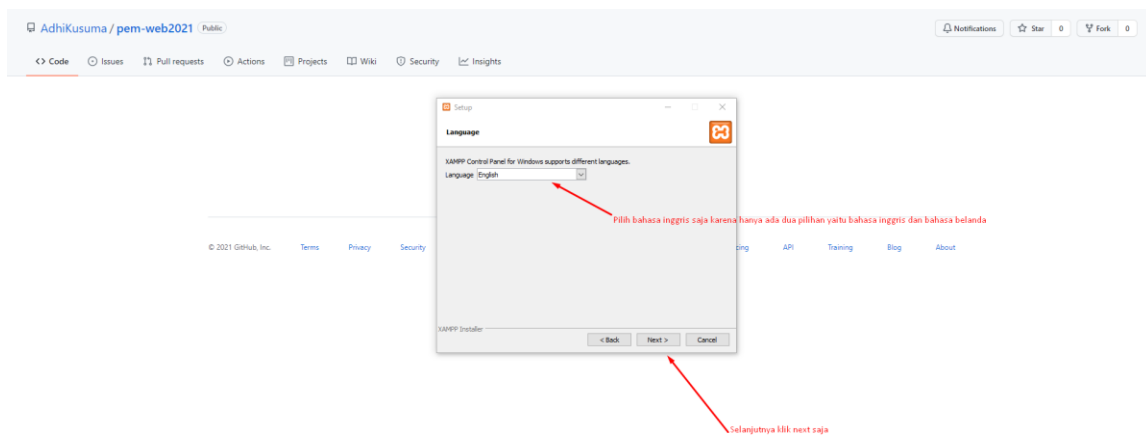 AdhiKusuma / pem-web2021 Public
Notifications Star 0 Fork 0
Code Issues Pull requests Actions Projects Wiki Security Insights
Setup
Language
XAMPP Control Panel for Windows supports different languages.
Language English
Pilih bahasa inggris saja karena hanya ada dua pilihan yaitu bahasa inggris dan bahasa belanda
© 2021 GitHub, Inc. Terms Privacy Security API Training Blog About
XAMPP Installer
< Back Next > Cancel
Selanjutnya klik next saja